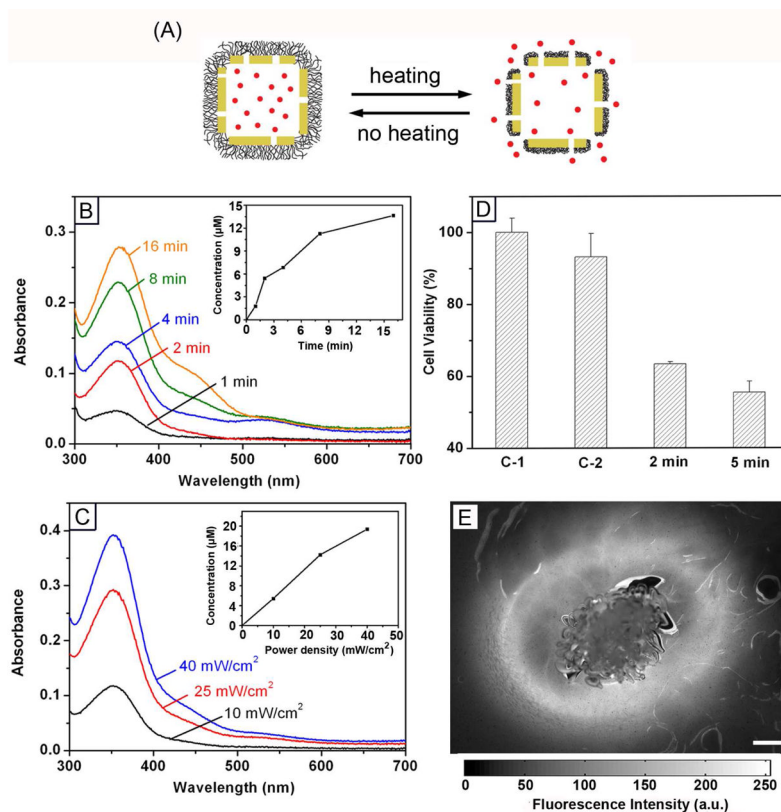 (A)
heating
no heating
B
0.3
0.2
0.1
0.0
Absorbance
16 min
8 min
4 min
2 min
1 min
300 400 500 600 700
Wavelength (nm)
15
12
9
6
3
0
Concentration (µM)
0 3 6 9 12 15
Time (min)
D
100
80
60
40
Cell Viability (%)
C-1 C-2 2 min 5 min
C
0.4
0.3
0.2
0.1
0.0
Absorbance
40 mW/cm²
25 mW/cm²
10 mW/cm²
300 400 500 600 700
Wavelength (nm)
24
20
16
12
8
4
0
Concentration (µM)
0 10 20 30 40 50
Power density (mW/cm²)
E
0 50 100 150 200 250
Fluorescence Intensity (a.u.)